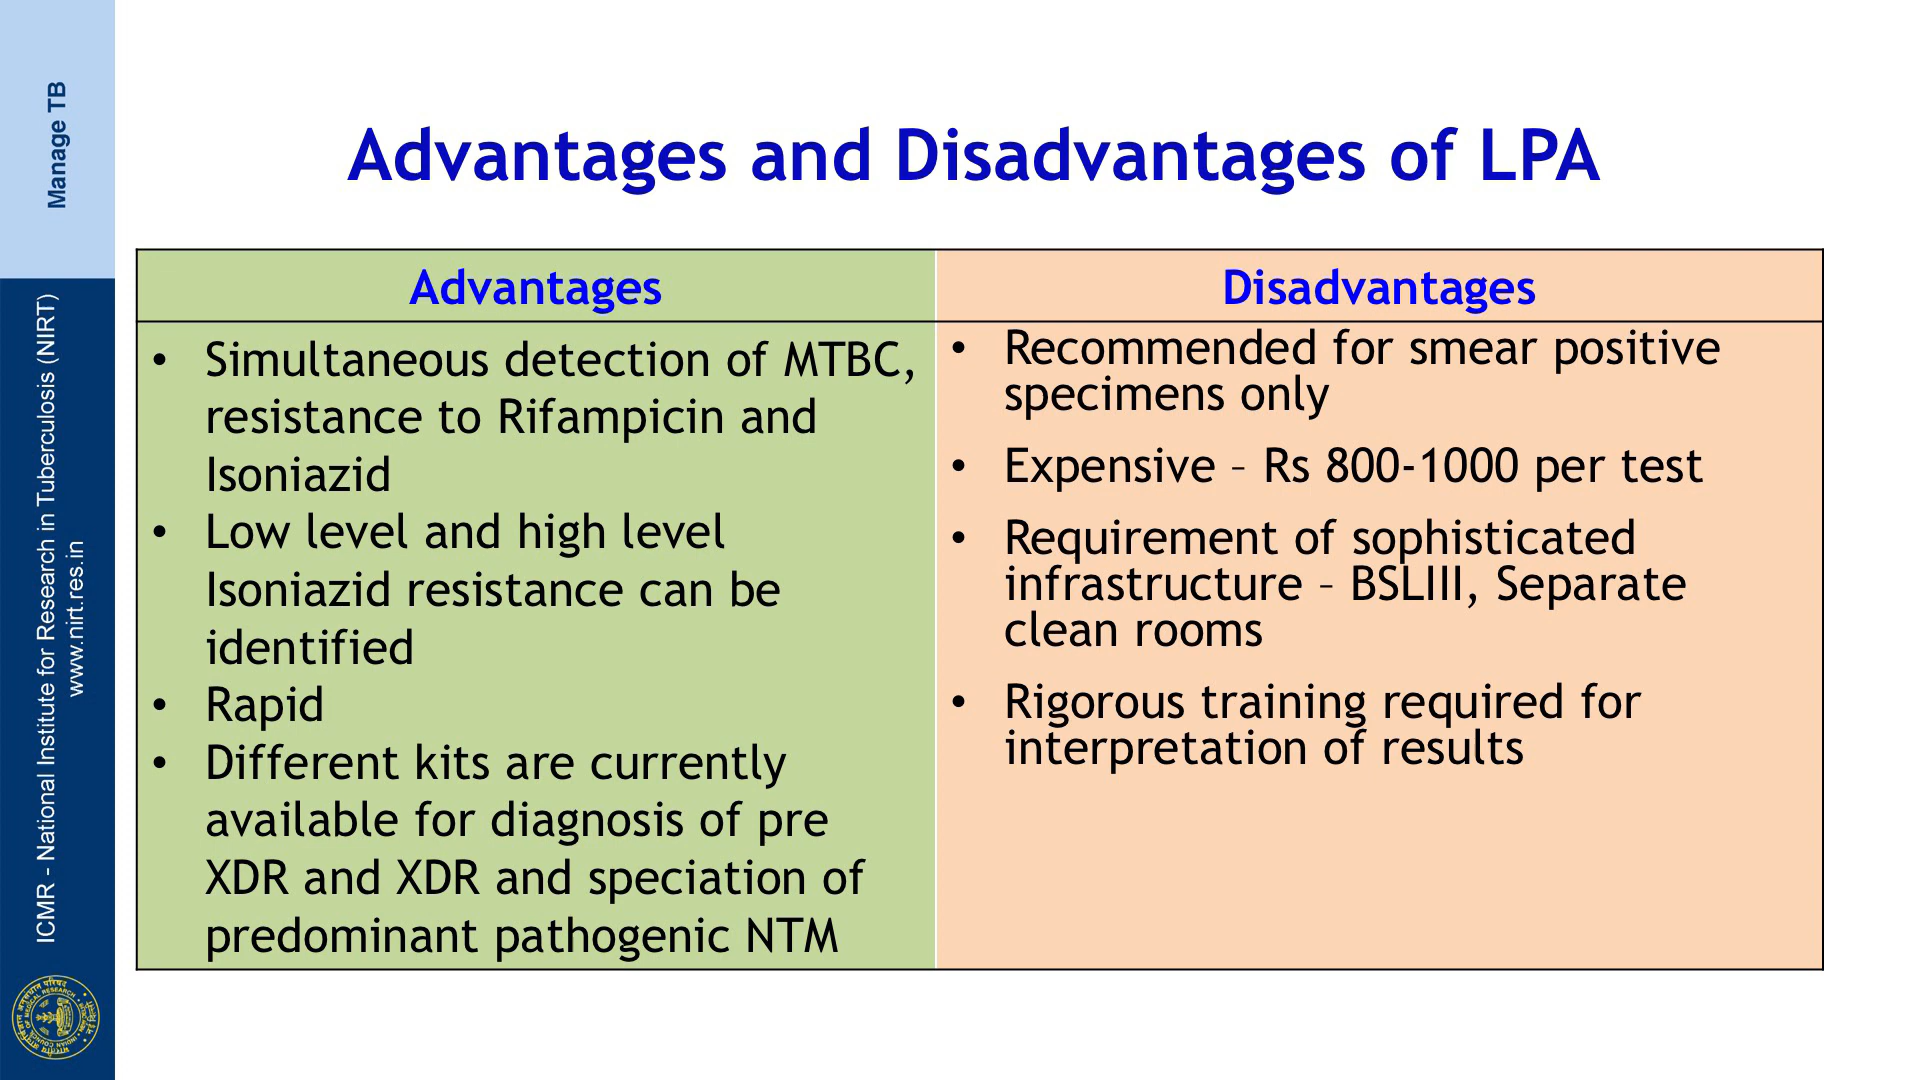 Manage TB
ICMR - National Institute for Research in Tuberculosis (NIRT)
www.nirt.res.in
Advantages and Disadvantages of LPA
Advantages
• Simultaneous detection of MTBC,
resistance to Rifampicin and
Isoniazid
• Low level and high level
Isoniazid resistance can be
identified
• Rapid
• Different kits are currently
available for diagnosis of pre
XDR and XDR and speciation of
predominant pathogenic NTM
Disadvantages
• Recommended for smear positive
specimens only
• Expensive – Rs 800-1000 per test
• Requirement of sophisticated
infrastructure – BSLIII, Separate
clean rooms
• Rigorous training required for
interpretation of results